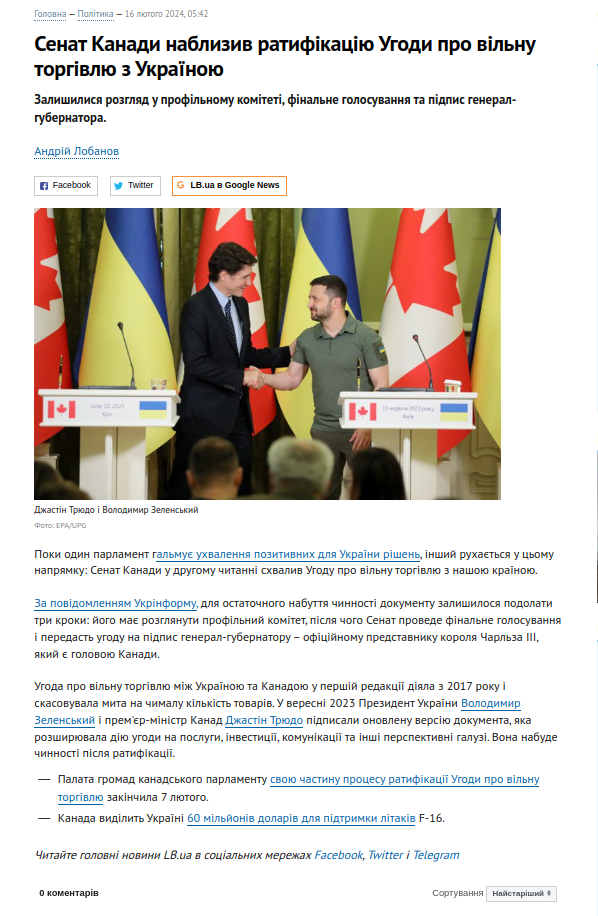 Головна — Політика — 16 лютого 2024, 05:42
Сенат Канади наблизив ратифікацію Угоди про вільну
торгівлю з Україною
Залишилися розгляд у профільному комітеті, фінальне голосування та підпис генерал-
губернатора.
Андрій Лобанов
Facebook Twitter LB.ua в Google News
June 10, 2023
Kyiv
10 червня 2023 року
Київ
Джастін Трюдо і Володимир Зеленський
Фото: EPA/UPG
Поки один парламент гальмує ухвалення позитивних для України рішень, інший рухається у цьому
напрямку: Сенат Канади у другому читанні схвалив Угоду про вільну торгівлю з нашою країною.
За повідомленням Укрінформу, для остаточного набуття чинності документу залишилося подолати
три кроки: його має розглянути профільний комітет, після чого Сенат проведе фінальне голосування
і передасть угоду на підпис генерал-губернатору – офіційному представнику короля Чарльза III,
який є головою Канади.
Угода про вільну торгівлю між Україною та Канадою у першій редакції діяла з 2017 року і
скасовувала мита на чималу кількість товарів. У вересні 2023 Президент України Володимир
Зеленський і прем'єр-міністр Канад Джастін Трюдо підписали оновлену версію документа, яка
розширювала дію угоди на послуги, інвестиції, комунікації та інші перспективні галузі. Вона набуде
чинності після ратифікації.
— Палата громад канадського парламенту свою частину процесу ратифікації Угоди про вільну
торгівлю закінчила 7 лютого.
— Канада виділить Україні 60 мільйонів доларів для підтримки літаків F-16.
Читайте головні новини LB.ua в соціальних мережах Facebook, Twitter і Telegram
0 коментарів Сортування Найстаріший